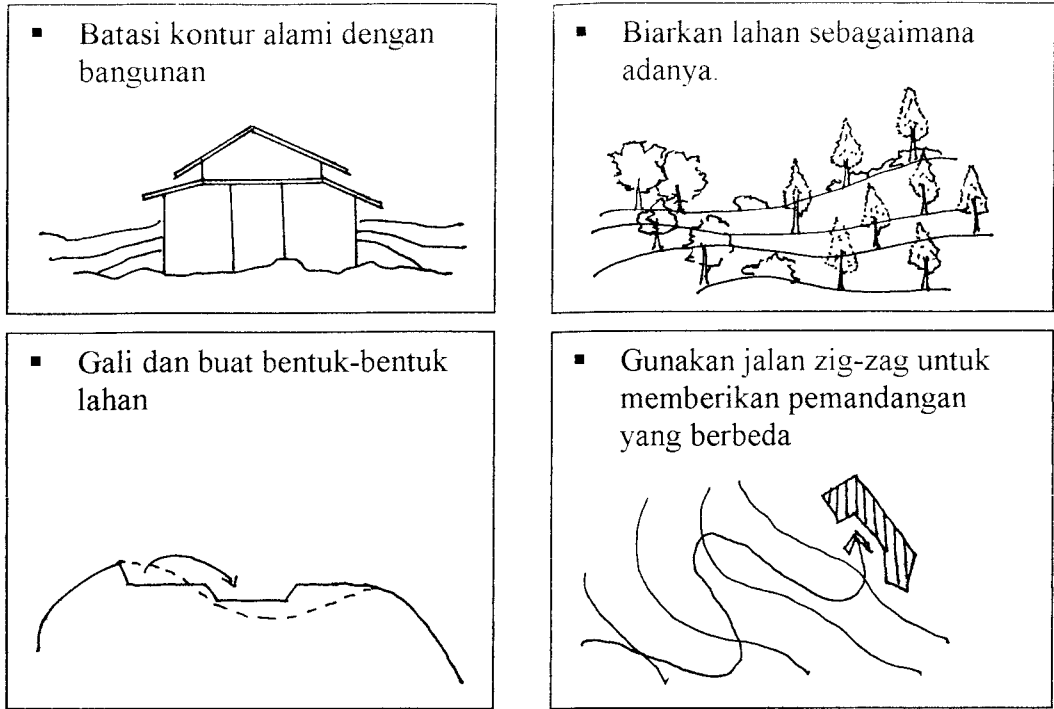 ▪ Batasi kontur alami dengan
bangunan
▪ Biarkan lahan sebagaimana
adanya.
▪ Gali dan buat bentuk-bentuk
lahan
▪ Gunakan jalan zig-zag untuk
memberikan pemandangan
yang berbeda